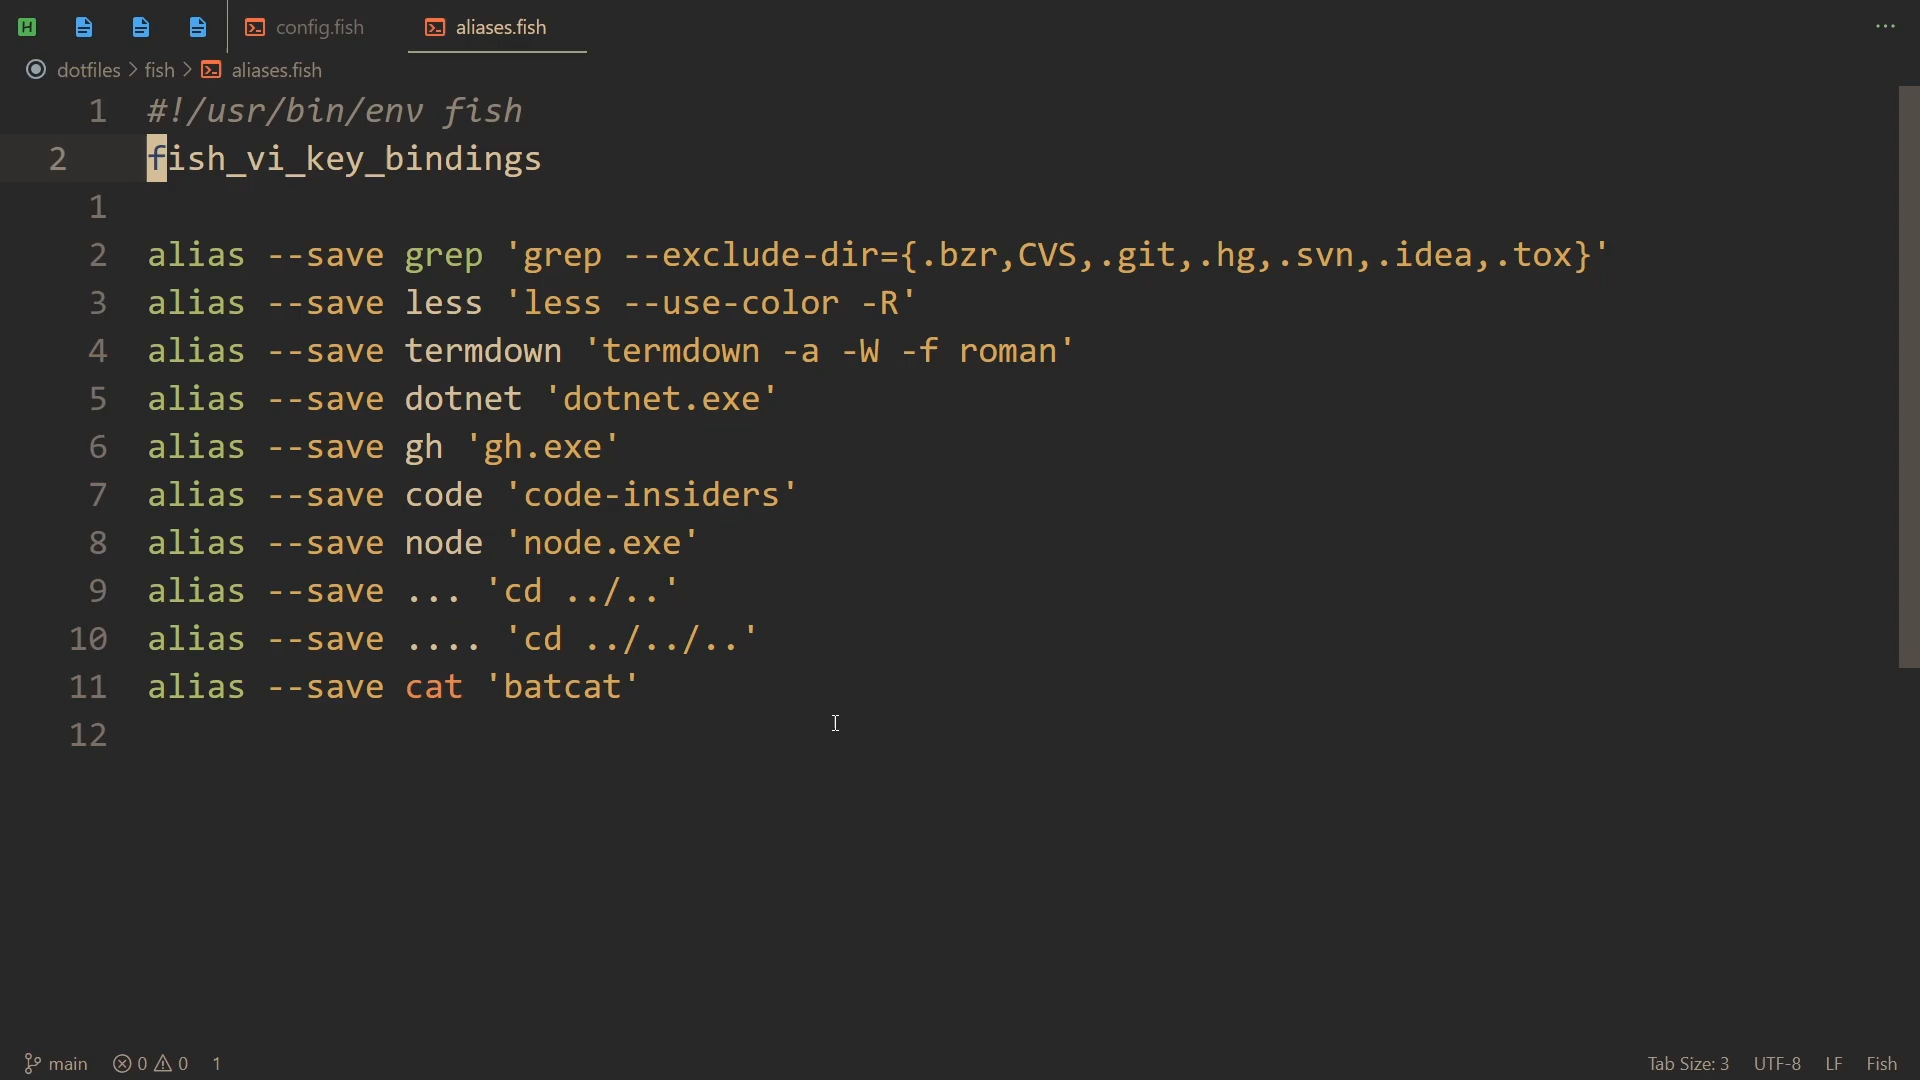 H config.fish aliases.fish ...
dotfiles > fish > aliases.fish
1 #!/usr/bin/env fish
2 fish_vi_key_bindings
1
2 alias --save grep 'grep --exclude-dir={.bzr,CVS,.git,.hg,.svn,.idea,.tox}'
3 alias --save less 'less --use-color -R'
4 alias --save termdown 'termdown -a -W -f roman'
5 alias --save dotnet 'dotnet.exe'
6 alias --save gh 'gh.exe'
7 alias --save code 'code-insiders'
8 alias --save node 'node.exe'
9 alias --save ... 'cd ../..'
10 alias --save .... 'cd ../../..'
11 alias --save cat 'batcat'
12
main 0 0 1 Tab Size: 3 UTF-8 LF Fish